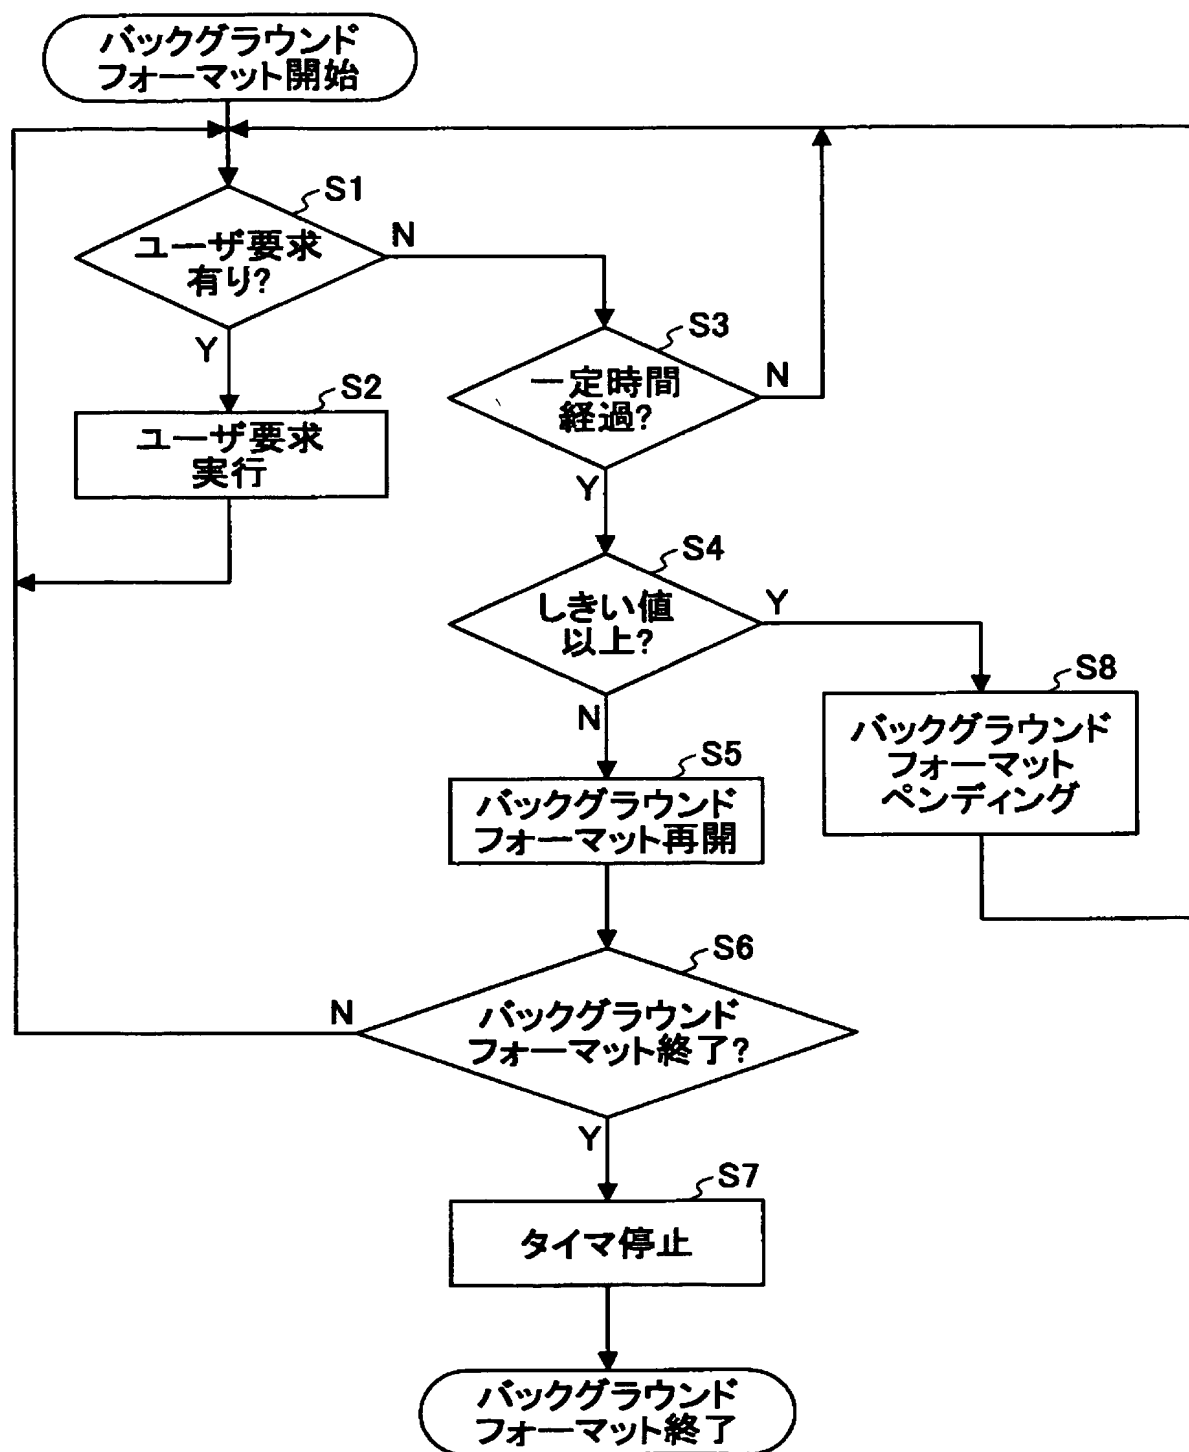 バックグラウンド
フォーマット開始
S1
ユーザ要求
有り?
N
Y
S2
ユーザ要求
実行
S3
一定時間
経過?
N
Y
S4
しきい値
以上?
Y
N
S8
バックグラウンド
フォーマット
ペンディング
S5
バックグラウンド
フォーマット再開
S6
バックグラウンド
フォーマット終了?
N
Y
S7
タイマ停止
バックグラウンド
フォーマット終了